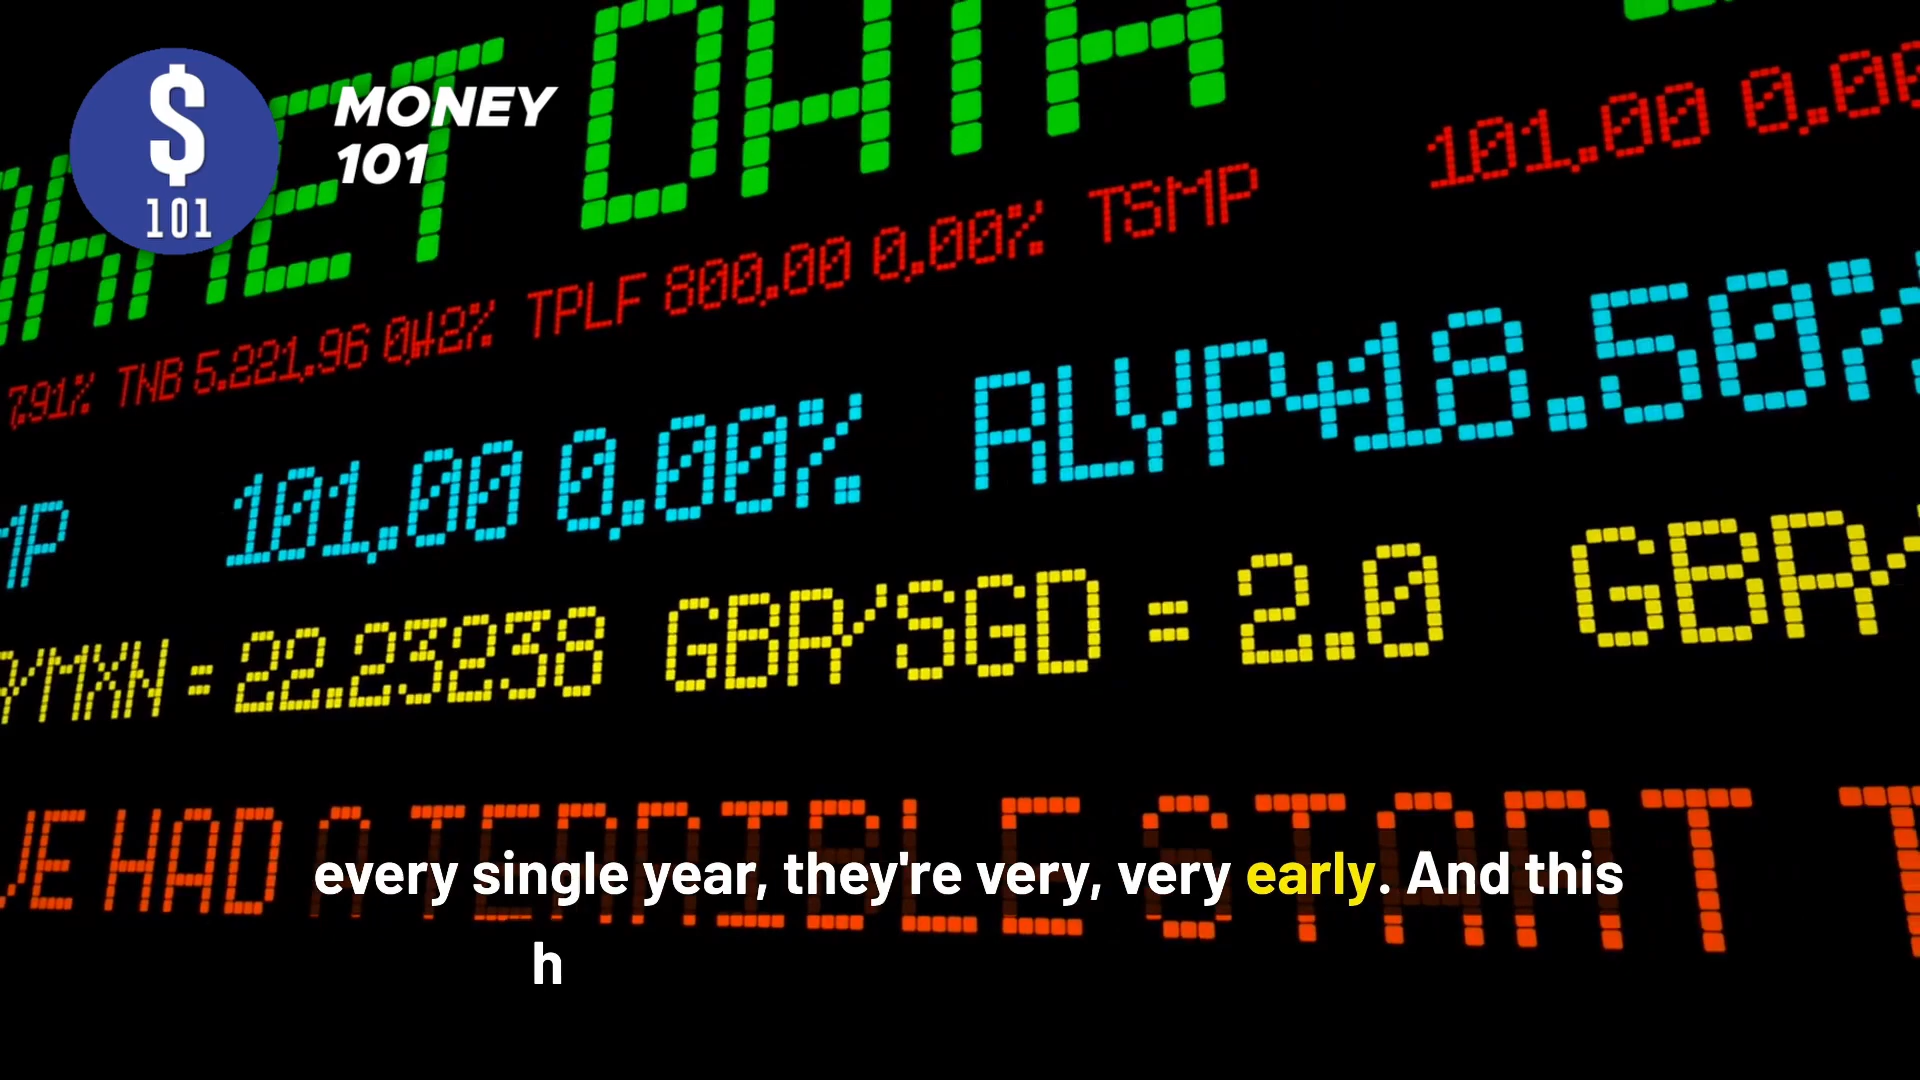 MARKET DATA
$
101
MONEY
101
7.91% TNB 5.221,96 0,42% TPLF 800,00 0,00% TSMP 101,00 0,00
MP 101,00 0,00% ALYP +18.50%
/MXN = 22.23238 GBR/SGD = 2.0 GBR/
VE HAD A TERRIBLE START T
every single year, they're very, very early. And this
h